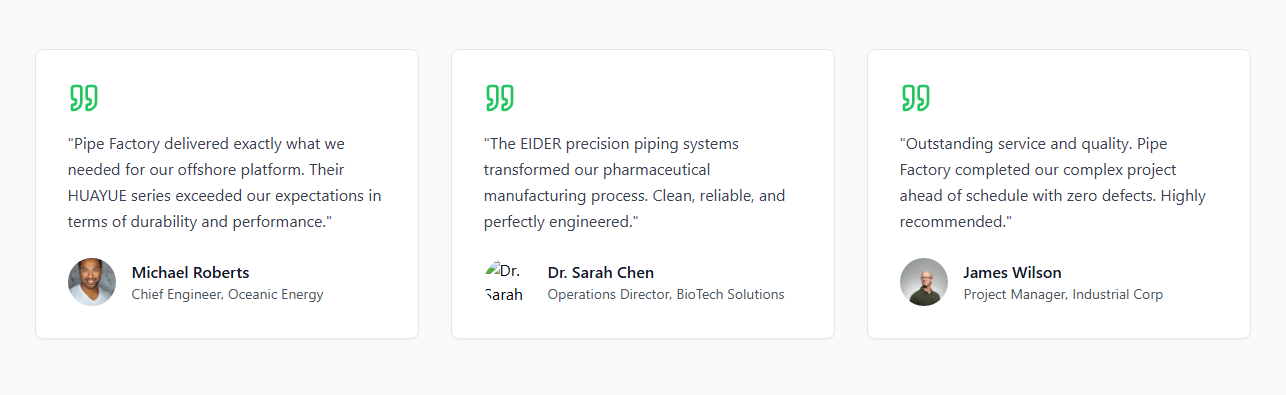 "Pipe Factory delivered exactly what we
needed for our offshore platform. Their
HUAYUE series exceeded our expectations in
terms of durability and performance."
Michael Roberts
Chief Engineer, Oceanic Energy
"The EIDER precision piping systems
transformed our pharmaceutical
manufacturing process. Clean, reliable, and
perfectly engineered."
Dr.
Sarah
Dr. Sarah Chen
Operations Director, BioTech Solutions
"Outstanding service and quality. Pipe
Factory completed our complex project
ahead of schedule with zero defects. Highly
recommended."
James Wilson
Project Manager, Industrial Corp